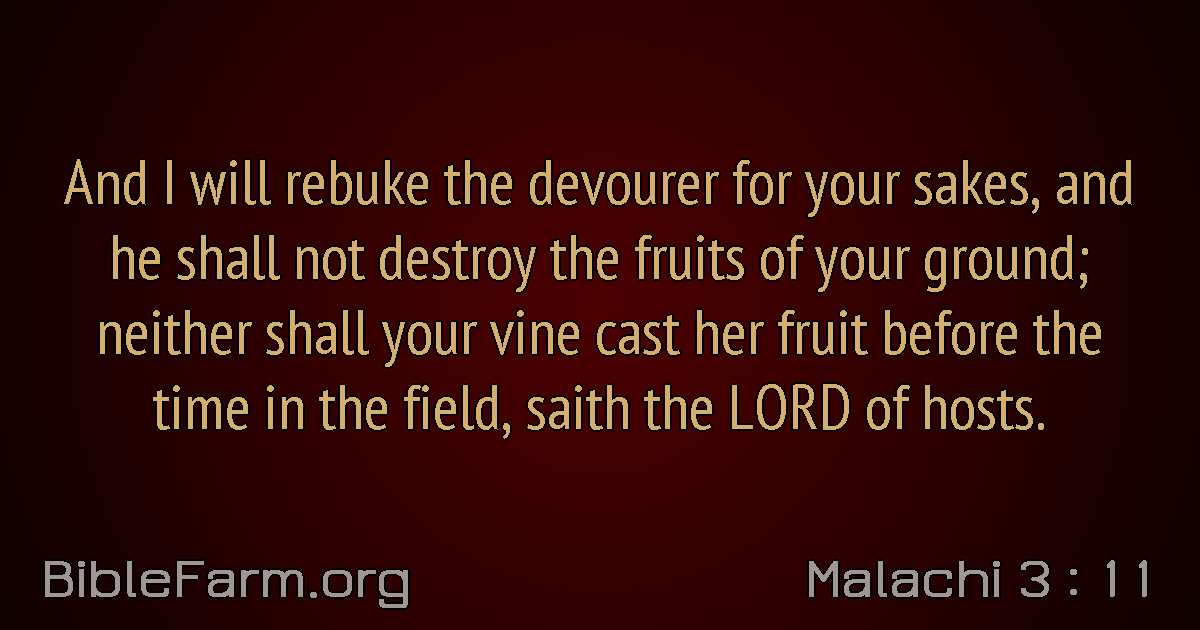 And I will rebuke the devourer for your sakes, and
he shall not destroy the fruits of your ground;
neither shall your vine cast her fruit before the
time in the field, saith the LORD of hosts.
BibleFarm.org
Malachi 3 : 11